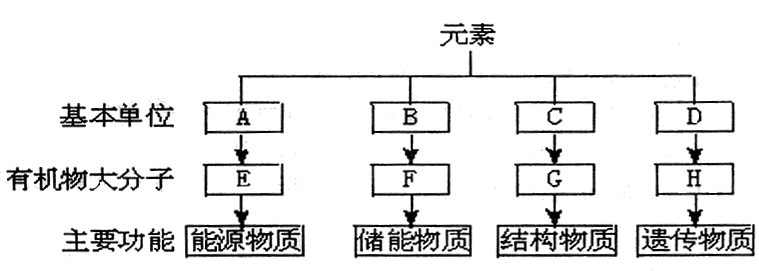 元素
基本单位 A B C D
有机物大分子 E F G H
主要功能 能源物质 储能物质 结构物质 遗传物质